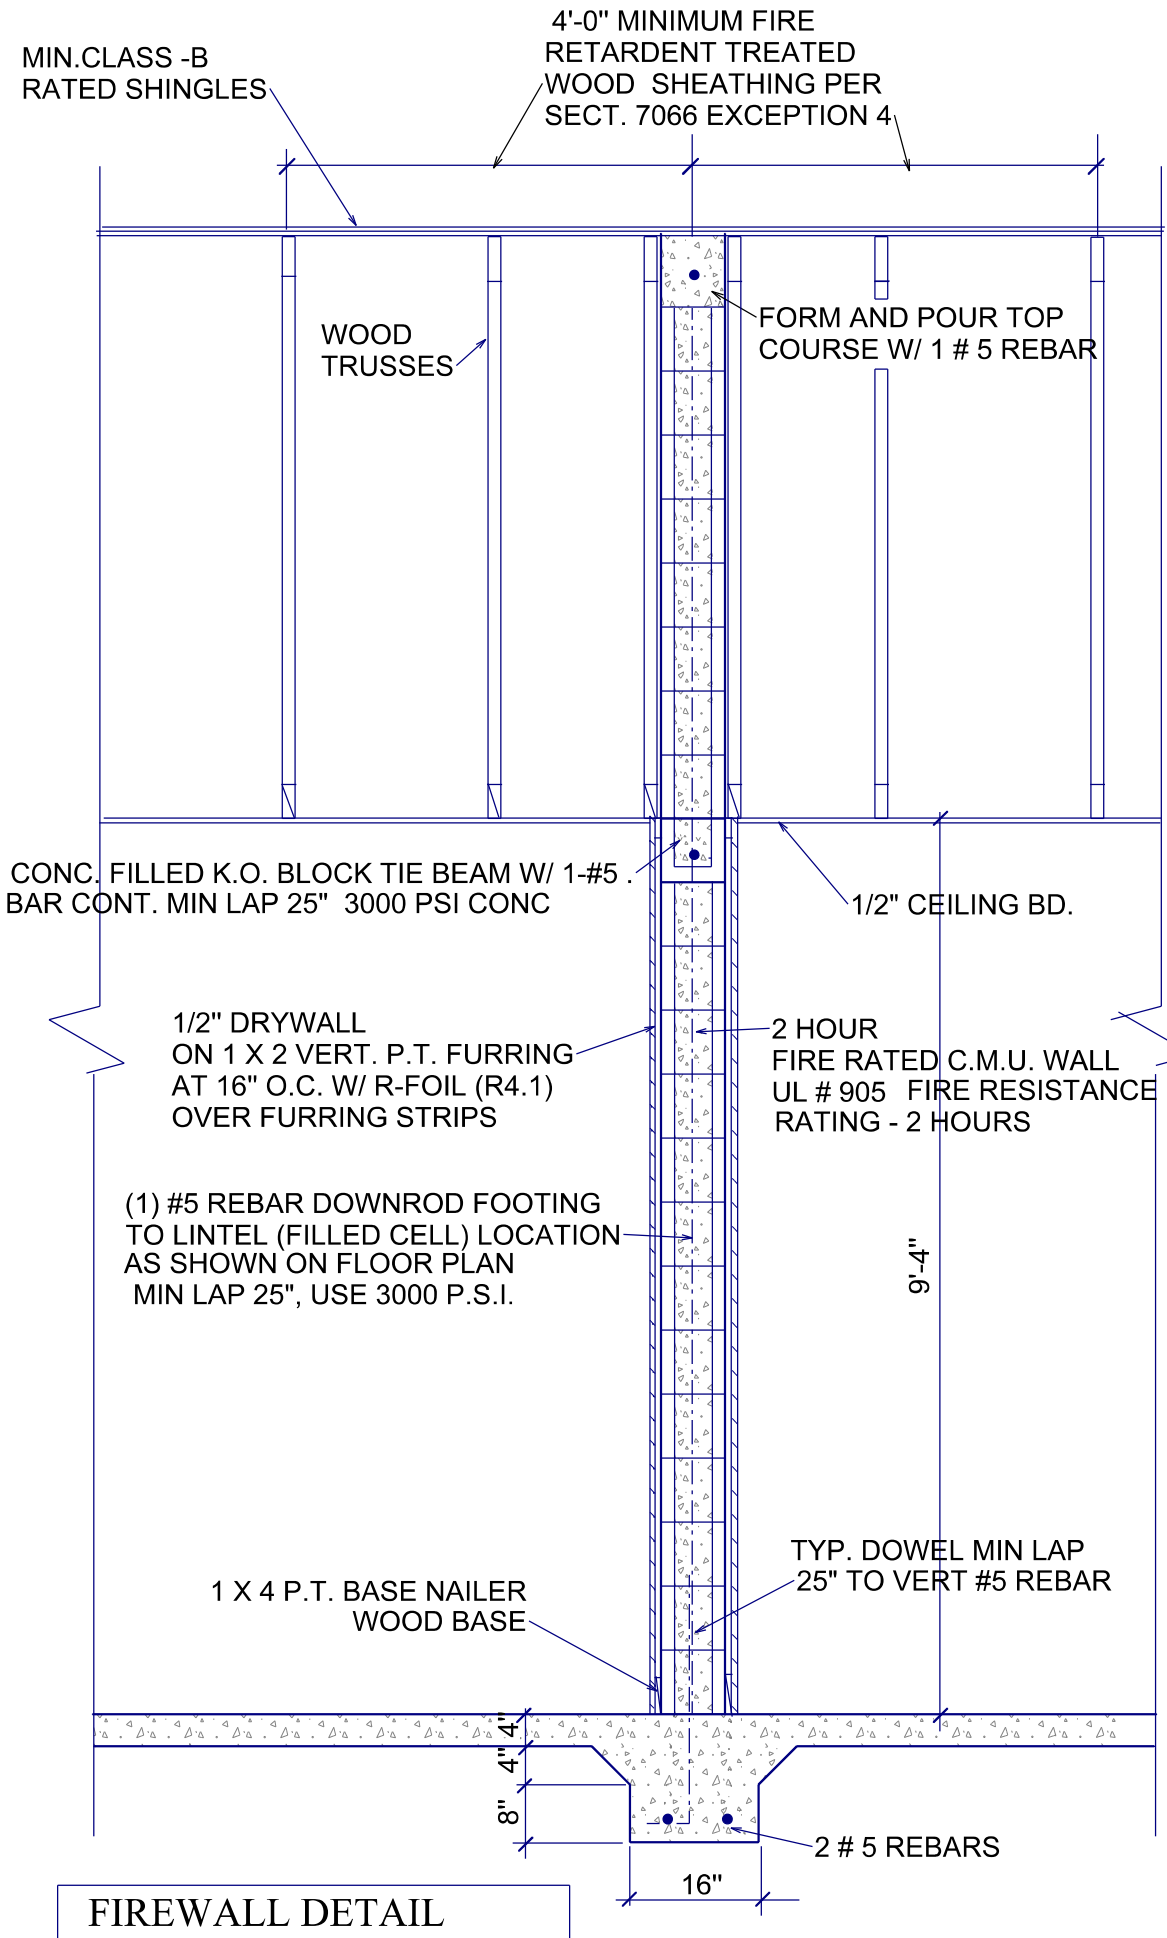 4'-0" MINIMUM FIRE
RETARDENT TREATED
WOOD SHEATHING PER
SECT. 7066 EXCEPTION 4
MIN.CLASS -B
RATED SHINGLES
WOOD
TRUSSES
FORM AND POUR TOP
COURSE W/ 1 # 5 REBAR
CONC. FILLED K.O. BLOCK TIE BEAM W/ 1-#5 .
BAR CONT. MIN LAP 25" 3000 PSI CONC
1/2" CEILING BD.
1/2" DRYWALL
ON 1 X 2 VERT. P.T. FURRING
AT 16" O.C. W/ R-FOIL (R4.1)
OVER FURRING STRIPS
2 HOUR
FIRE RATED C.M.U. WALL
UL # 905 FIRE RESISTANCE
RATING - 2 HOURS
(1) #5 REBAR DOWNROD FOOTING
TO LINTEL (FILLED CELL) LOCATION
AS SHOWN ON FLOOR PLAN
MIN LAP 25", USE 3000 P.S.I.
9'-4"
TYP. DOWEL MIN LAP
25" TO VERT #5 REBAR
1 X 4 P.T. BASE NAILER
WOOD BASE
4"
4"
8"
2 # 5 REBARS
16"
FIREWALL DETAIL